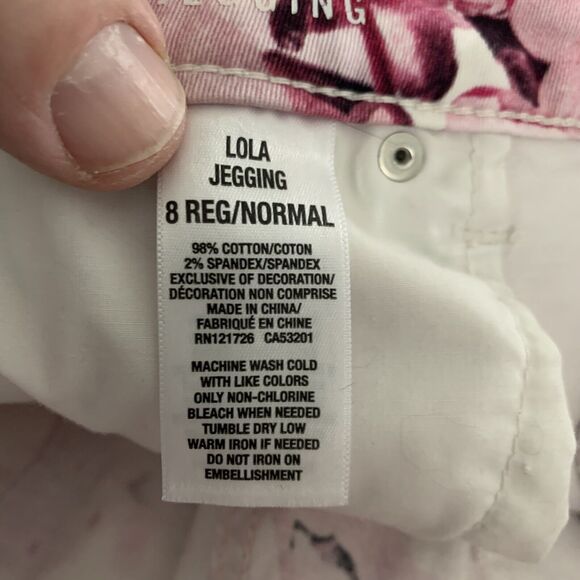 JEGGING
LOLA
JEGGING
8 REG/NORMAL
98% COTTON/COTON
2% SPANDEX/SPANDEX
EXCLUSIVE OF DECORATION/
DÉCORATION NON COMPRISE
MADE IN CHINA/
FABRIQUÉ EN CHINE
RN121726 CA53201
MACHINE WASH COLD
WITH LIKE COLORS
ONLY NON-CHLORINE
BLEACH WHEN NEEDED
TUMBLE DRY LOW
WARM IRON IF NEEDED
DO NOT IRON ON
EMBELLISHMENT